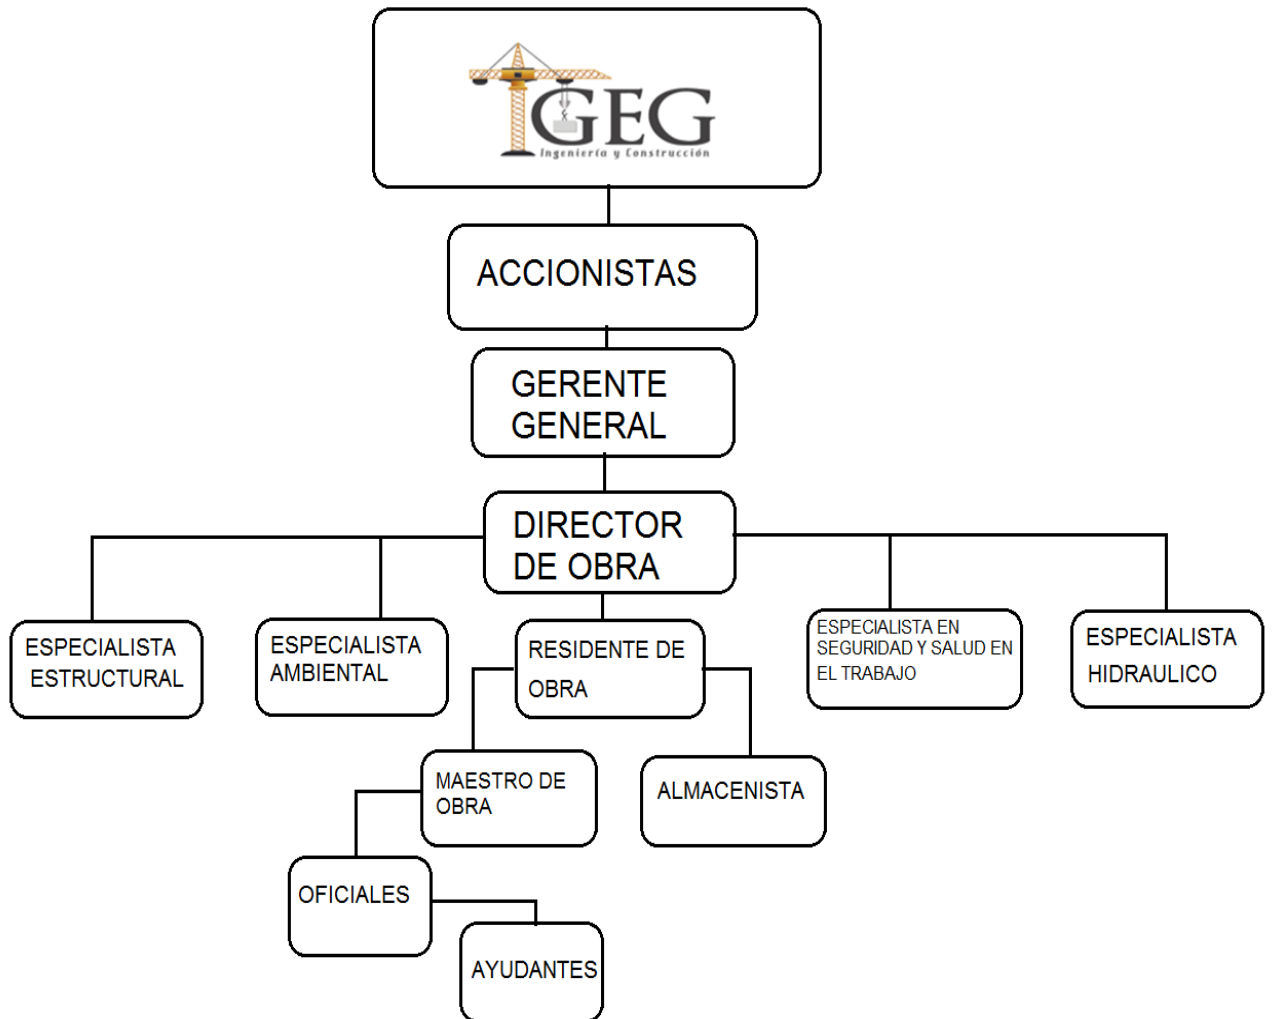 GEG
Ingeniería y Construcción
ACCIONISTAS
GERENTE
GENERAL
DIRECTOR
DE OBRA
ESPECIALISTA
ESTRUCTURAL
ESPECIALISTA
AMBIENTAL
RESIDENTE DE
OBRA
ESPECIALISTA EN
SEGURIDAD Y SALUD EN
EL TRABAJO
ESPECIALISTA
HIDRAULICO
MAESTRO DE
OBRA
ALMACENISTA
OFICIALES
AYUDANTES